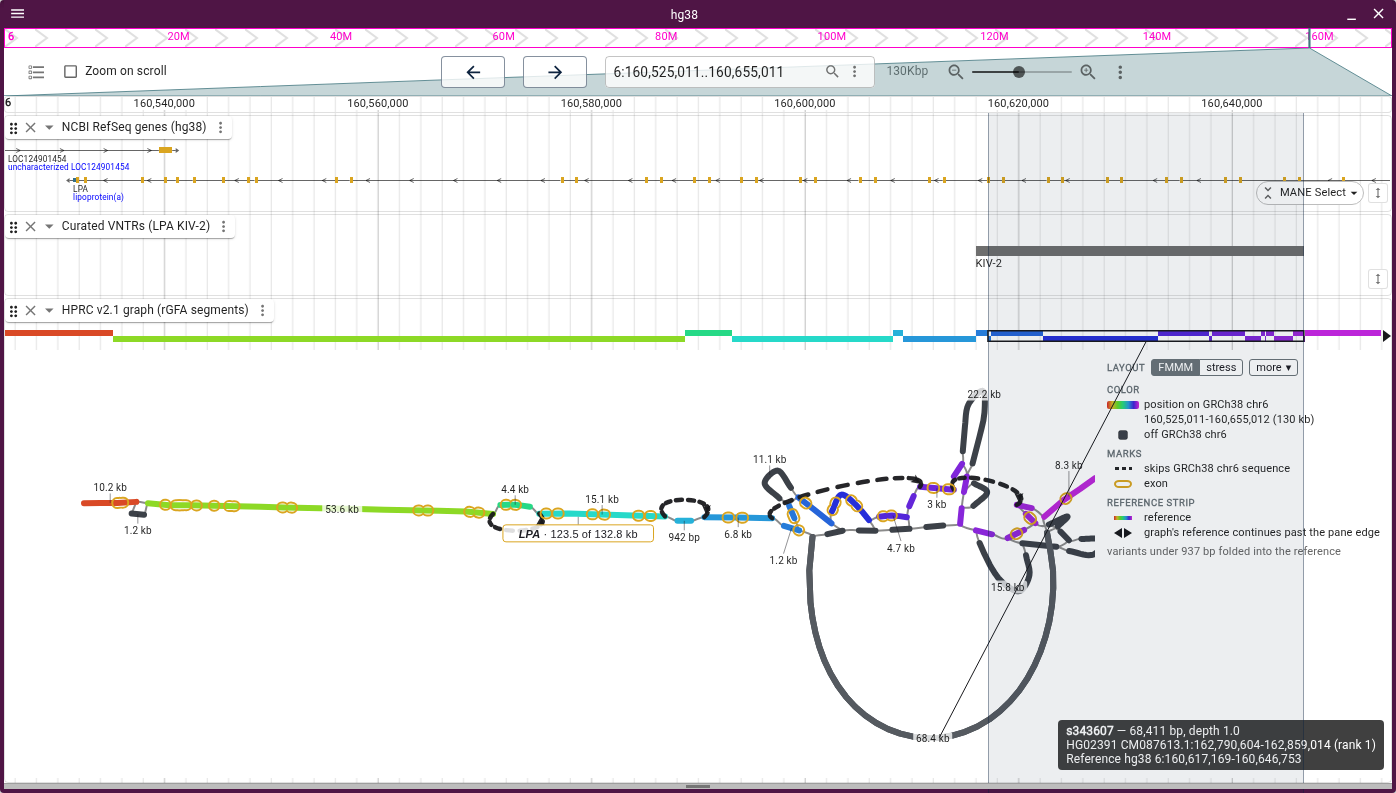 hg38
6 20M 40M 60M 80M 100M 120M 140M 160M
Zoom on scroll
6:160,525,011..160,655,011
130Kbp
6 160,540,000 160,560,000 160,580,000 160,600,000 160,620,000 160,640,000
NCBI RefSeq genes (hg38)
LOC124901454
uncharacterized LOC124901454
LPA
lipoprotein(a)
MANE Select
Curated VNTRs (LPA KIV-2)
KIV-2
HPRC v2.1 graph (rGFA segments)
LAYOUT FMMM stress more ▾
COLOR
position on GRCh38 chr6
160,525,011-160,655,012 (130 kb)
off GRCh38 chr6
MARKS
skips GRCh38 chr6 sequence
exon
REFERENCE STRIP
reference
graph's reference continues past the pane edge
variants under 937 bp folded into the reference
22.2 kb
11.1 kb
8.3 kb
10.2 kb
4.4 kb
15.1 kb
3 kb
53.6 kb
1.2 kb
LPA · 123.5 of 132.8 kb
942 bp
6.8 kb
4.7 kb
1.2 kb
15.8 kb
68.4 kb
s343607 — 68,411 bp, depth 1.0
HG02391 CM087613.1:162,790,604-162,859,014 (rank 1)
Reference hg38 6:160,617,169-160,646,753